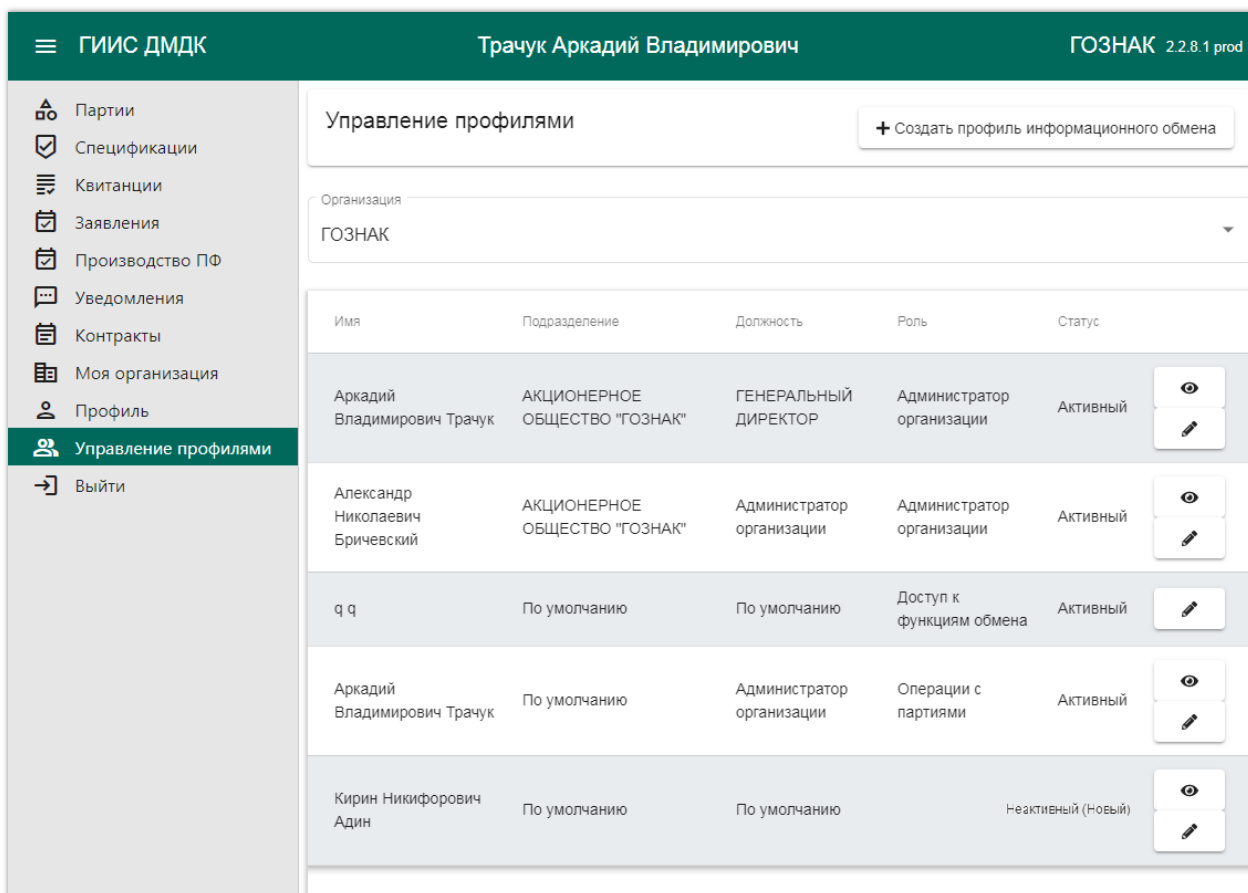 ГИИС ДМДК
Трачук Аркадий Владимирович
ГОЗНАК 2.2.8.1 prod
Партии
Спецификации
Квитанции
Заявления
Производство ПФ
Уведомления
Контракты
Моя организация
Профиль
Управление профилями
Выйти
Управление профилями
+ Создать профиль информационного обмена
Организация
ГОЗНАК
Имя Подразделение Должность Роль Статус
Аркадий
Владимирович Трачук
АКЦИОНЕРНОЕ
ОБЩЕСТВО "ГОЗНАК"
ГЕНЕРАЛЬНЫЙ
ДИРЕКТОР
Администратор
организации
Активный
Александр
Николаевич
Бричевский
АКЦИОНЕРНОЕ
ОБЩЕСТВО "ГОЗНАК"
Администратор
организации
Администратор
организации
Активный
q q
По умолчанию
По умолчанию
Доступ к
функциям обмена
Активный
Аркадий
Владимирович Трачук
По умолчанию
Администратор
организации
Операции с
партиями
Активный
Кирин Никифорович
Адин
По умолчанию
По умолчанию
Неактивный (Новый)